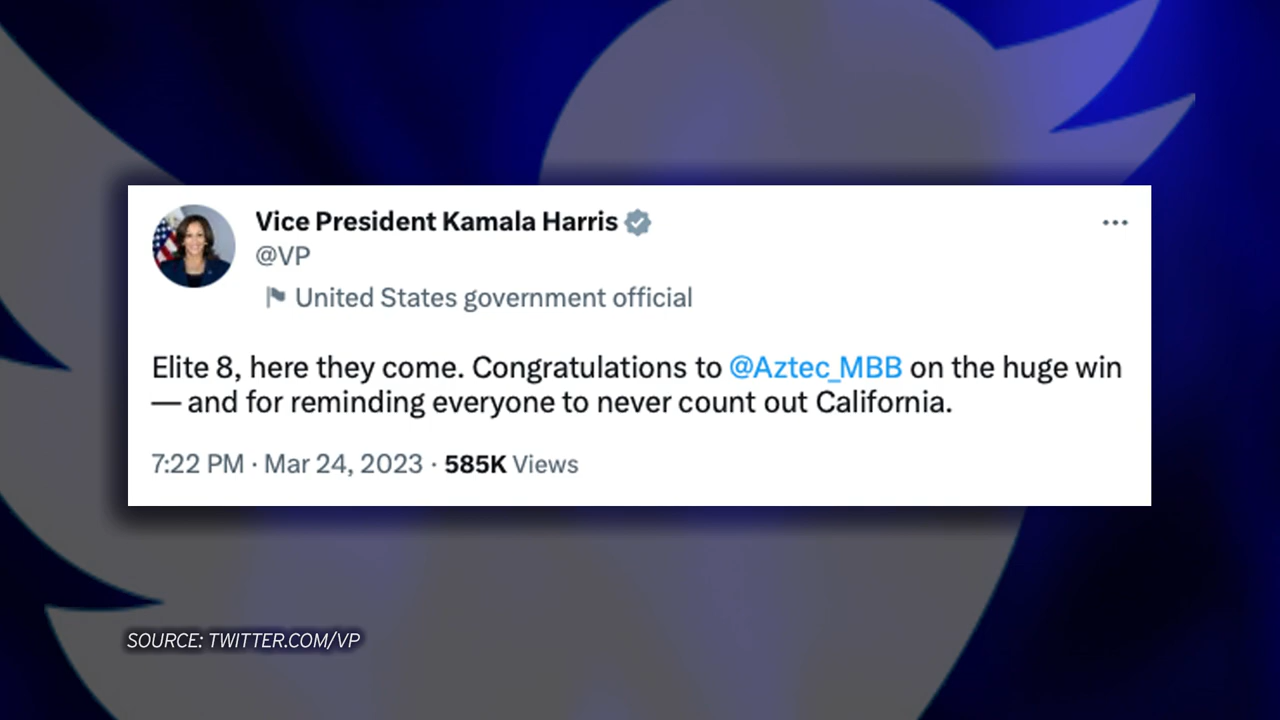 Vice President Kamala Harris
@VP
United States government official
Elite 8, here they come. Congratulations to @Aztec_MBB on the huge win
— and for reminding everyone to never count out California.
7:22 PM · Mar 24, 2023 · 585K Views
SOURCE: TWITTER.COM/VP